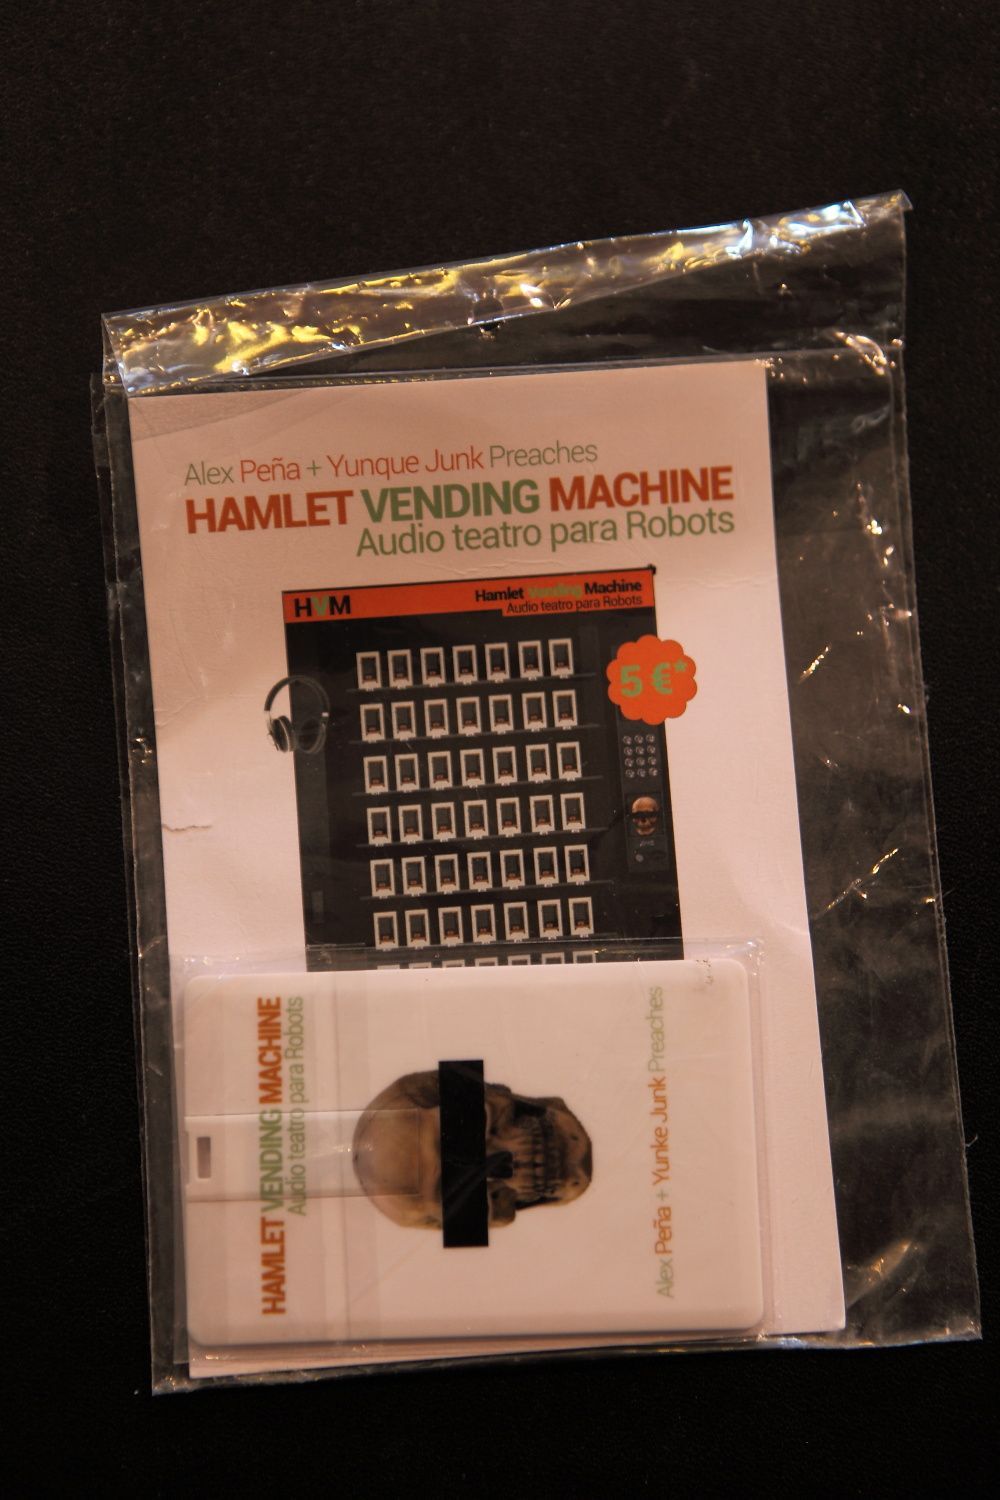 Alex Peña + Yunque Junk Preaches
HAMLET VENDING MACHINE
Audio teatro para Robots
HVM
Hamlet Vending Machine
Audio teatro para Robots
5 €*
HAMLET VENDING MACHINE
Audio teatro para Robots
Alex Peña + Yunke Junk Preaches